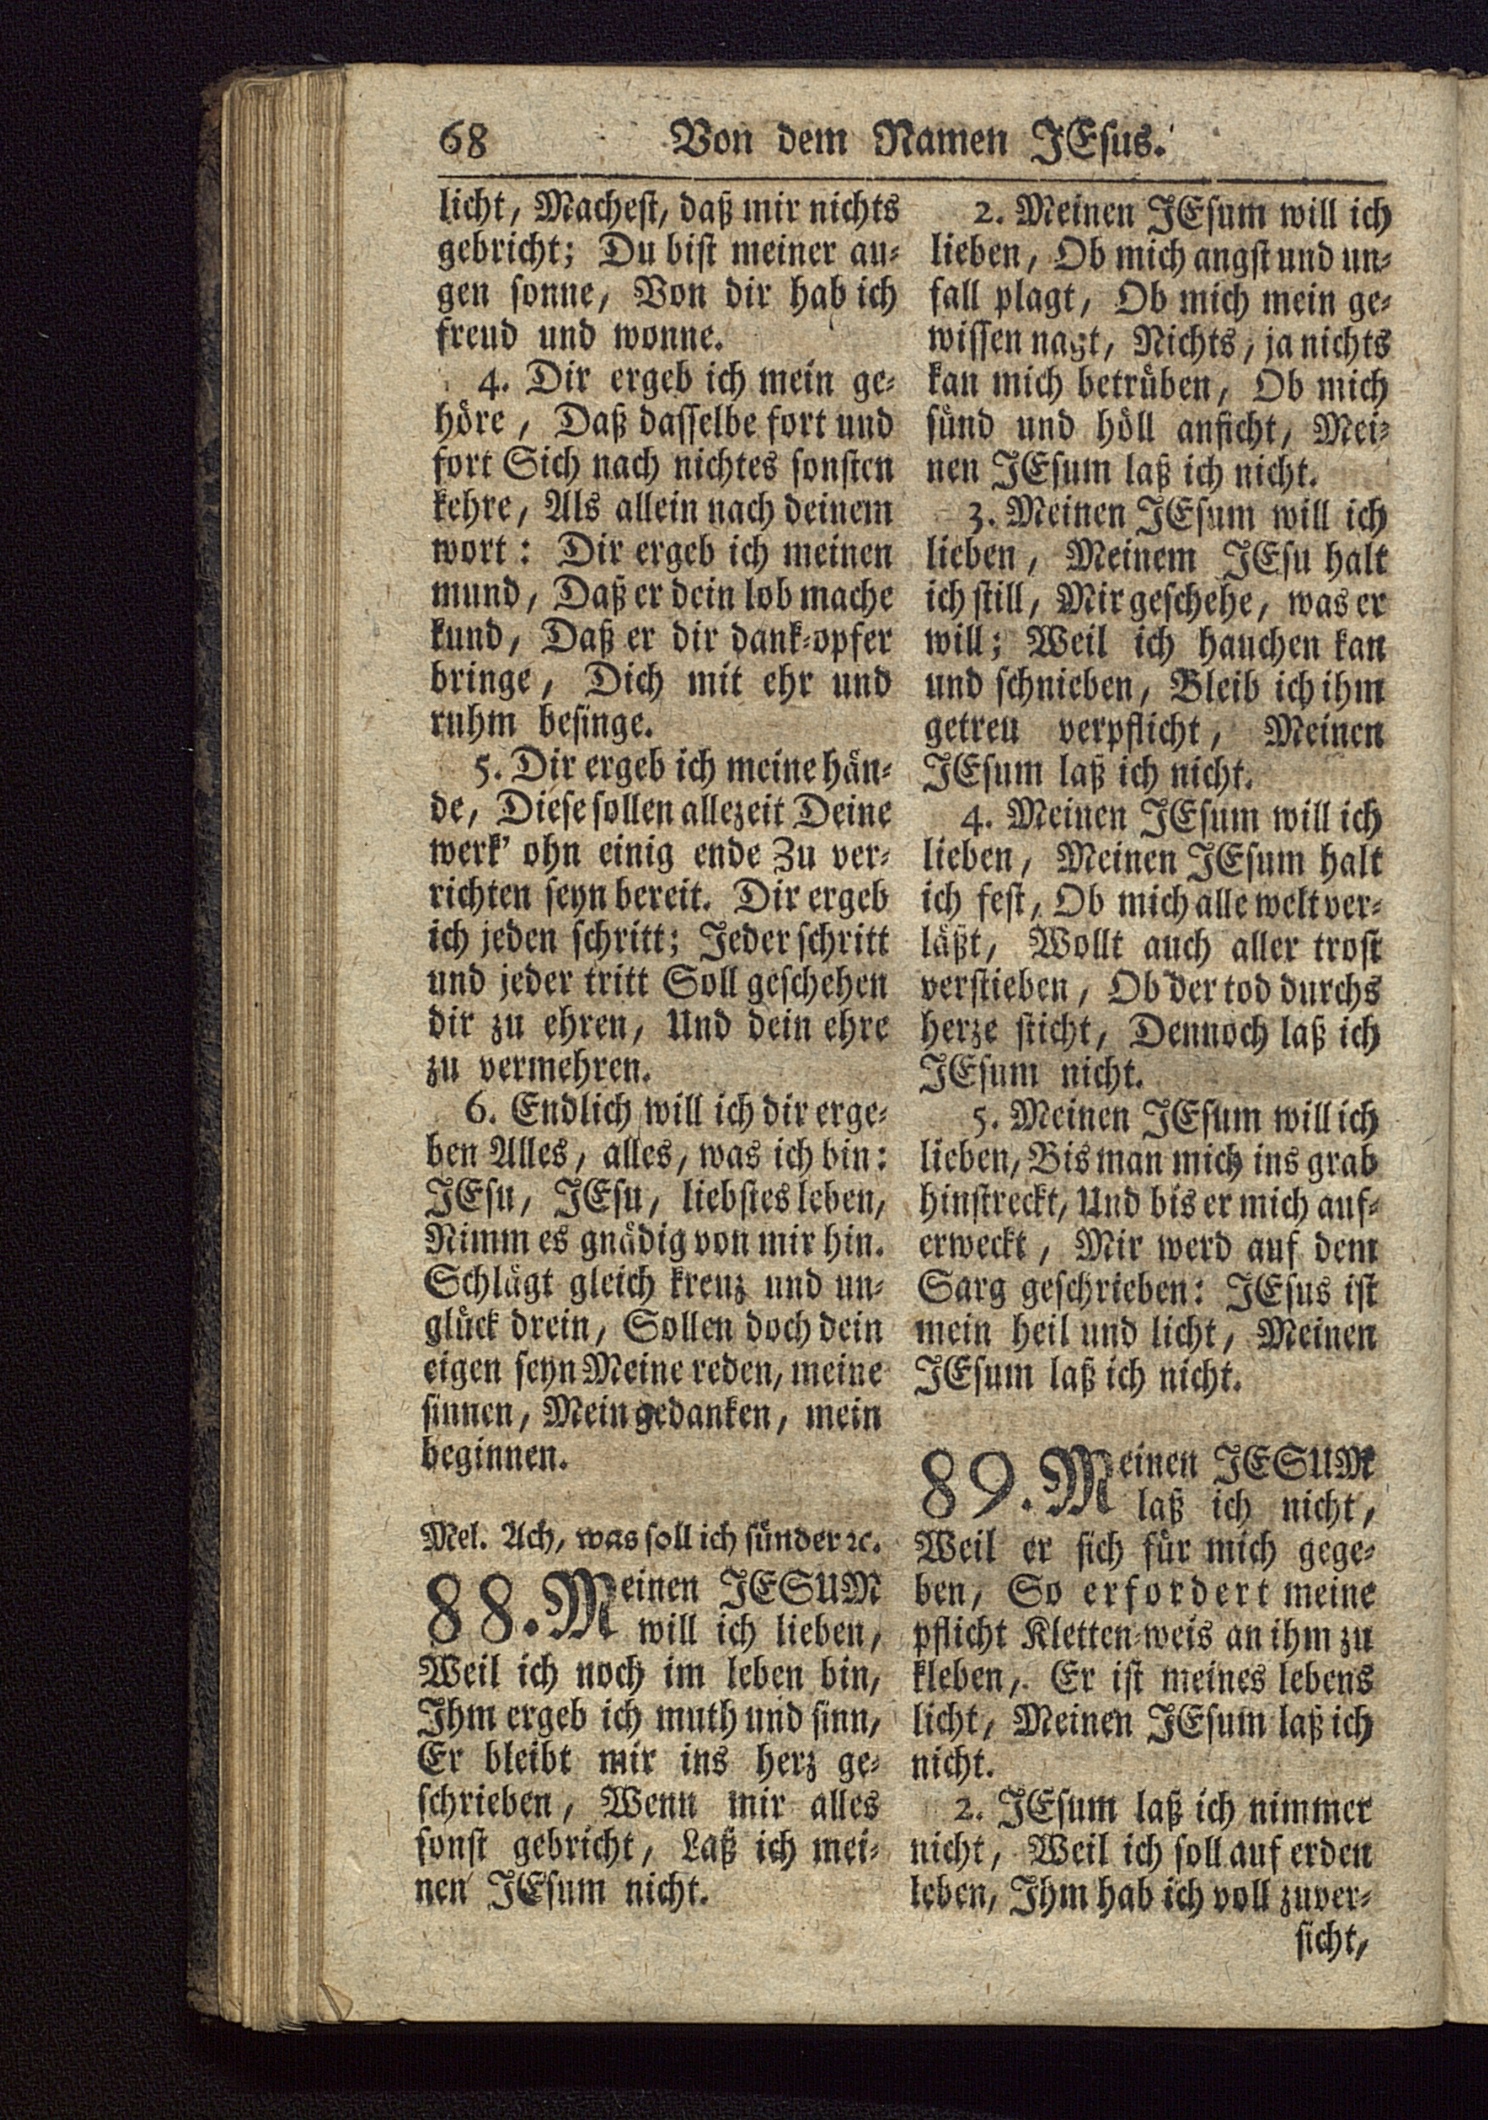 68 Von dem Namen JEsus.
licht, Machest, daß mir nichts
gebricht; Du bist meiner au-
gen sonne, Von dir hab ich
freud und wonne.
4. Dir ergeb ich mein ge-
höre, Daß dasselbe fort und
fort Sich nach nichtes sonsten
kehre, Als allein nach deinem
wort: Dir ergeb ich meinen
mund, Daß er dein lob mache
kund, Daß er dir dank-opfer
bringe, Dich mit ehr und
ruhm besinge.
5. Dir ergeb ich meine hän-
de, Diese sollen allezeit Deine
werk' ohn einig ende Zu ver-
richten seyn bereit. Dir ergeb
ich jeden schritt; Jeder schritt
und jeder tritt Soll geschehen
dir zu ehren, Und dein ehre
zu vermehren.
6. Endlich will ich dir erge-
ben Alles, alles, was ich bin:
JEsu, JEsu, liebstes leben,
Nimm es gnädig von mir hin.
Schlägt gleich kreuz und un-
glück drein, Sollen doch dein
eigen seyn Meine reden, meine
sinnen, Mein gedanken, mein
beginnen.
Mel. Ach, was soll ich sünder ꝛc.
88. Meinen JESUM
will ich lieben,
Weil ich noch im leben bin,
Ihm ergeb ich muth und sinn,
Er bleibt mir ins herz ge-
schrieben, Wenn mir alles
sonst gebricht, Laß ich mei-
nen JEsum nicht.
2. Meinen JEsum will ich
lieben, Ob mich angst und un-
fall plagt, Ob mich mein ge-
wissen nagt, Nichts, ja nichts
kan mich betrüben, Ob mich
sünd und höll anficht, Mei-
nen JEsum laß ich nicht.
3. Meinen JEsum will ich
lieben, Meinem JEsu halt
ich still, Mir geschehe, was er
will; Weil ich hauchen kan
und schnieben, Bleib ich ihm
getreu verpflicht, Meinen
JEsum laß ich nicht.
4. Meinen JEsum will ich
lieben, Meinen JEsum halt
ich fest, Ob mich alle welt ver-
läßt, Wollt auch aller trost
verstieben, Ob der tod durchs
herze sticht, Dennoch laß ich
JEsum nicht.
5. Meinen JEsum will ich
lieben, Bis man mich ins grab
hinstreckt, Und bis er mich auf-
erweckt, Mir werd auf dem
Sarg geschrieben: JEsus ist
mein heil und licht, Meinen
JEsum laß ich nicht.
89. Meinen JESUM
laß ich nicht,
Weil er sich für mich gege-
ben, So erfordert meine
pflicht Kletten-weis an ihm zu
kleben, Er ist meines lebens
licht, Meinen JEsum laß ich
nicht.
2. JEsum laß ich nimmer
nicht, Weil ich soll auf erden
leben, Ihm hab ich voll zuver-
sicht,